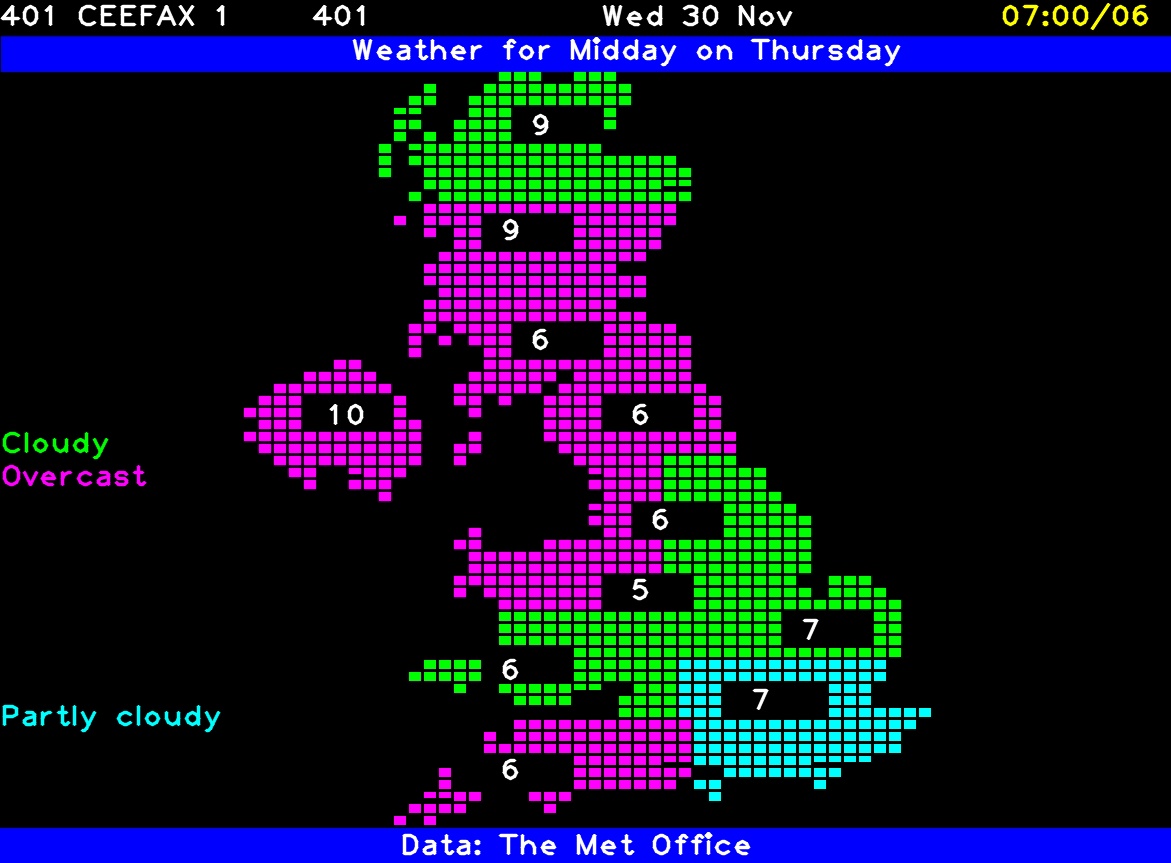 401 CEEFAX 1 401 Wed 30 Nov 07:00/06
Weather for Midday on Thursday
9
9
6
10 6
Cloudy
Overcast
6
5
7
6
7
Partly cloudy
6
Data: The Met Office